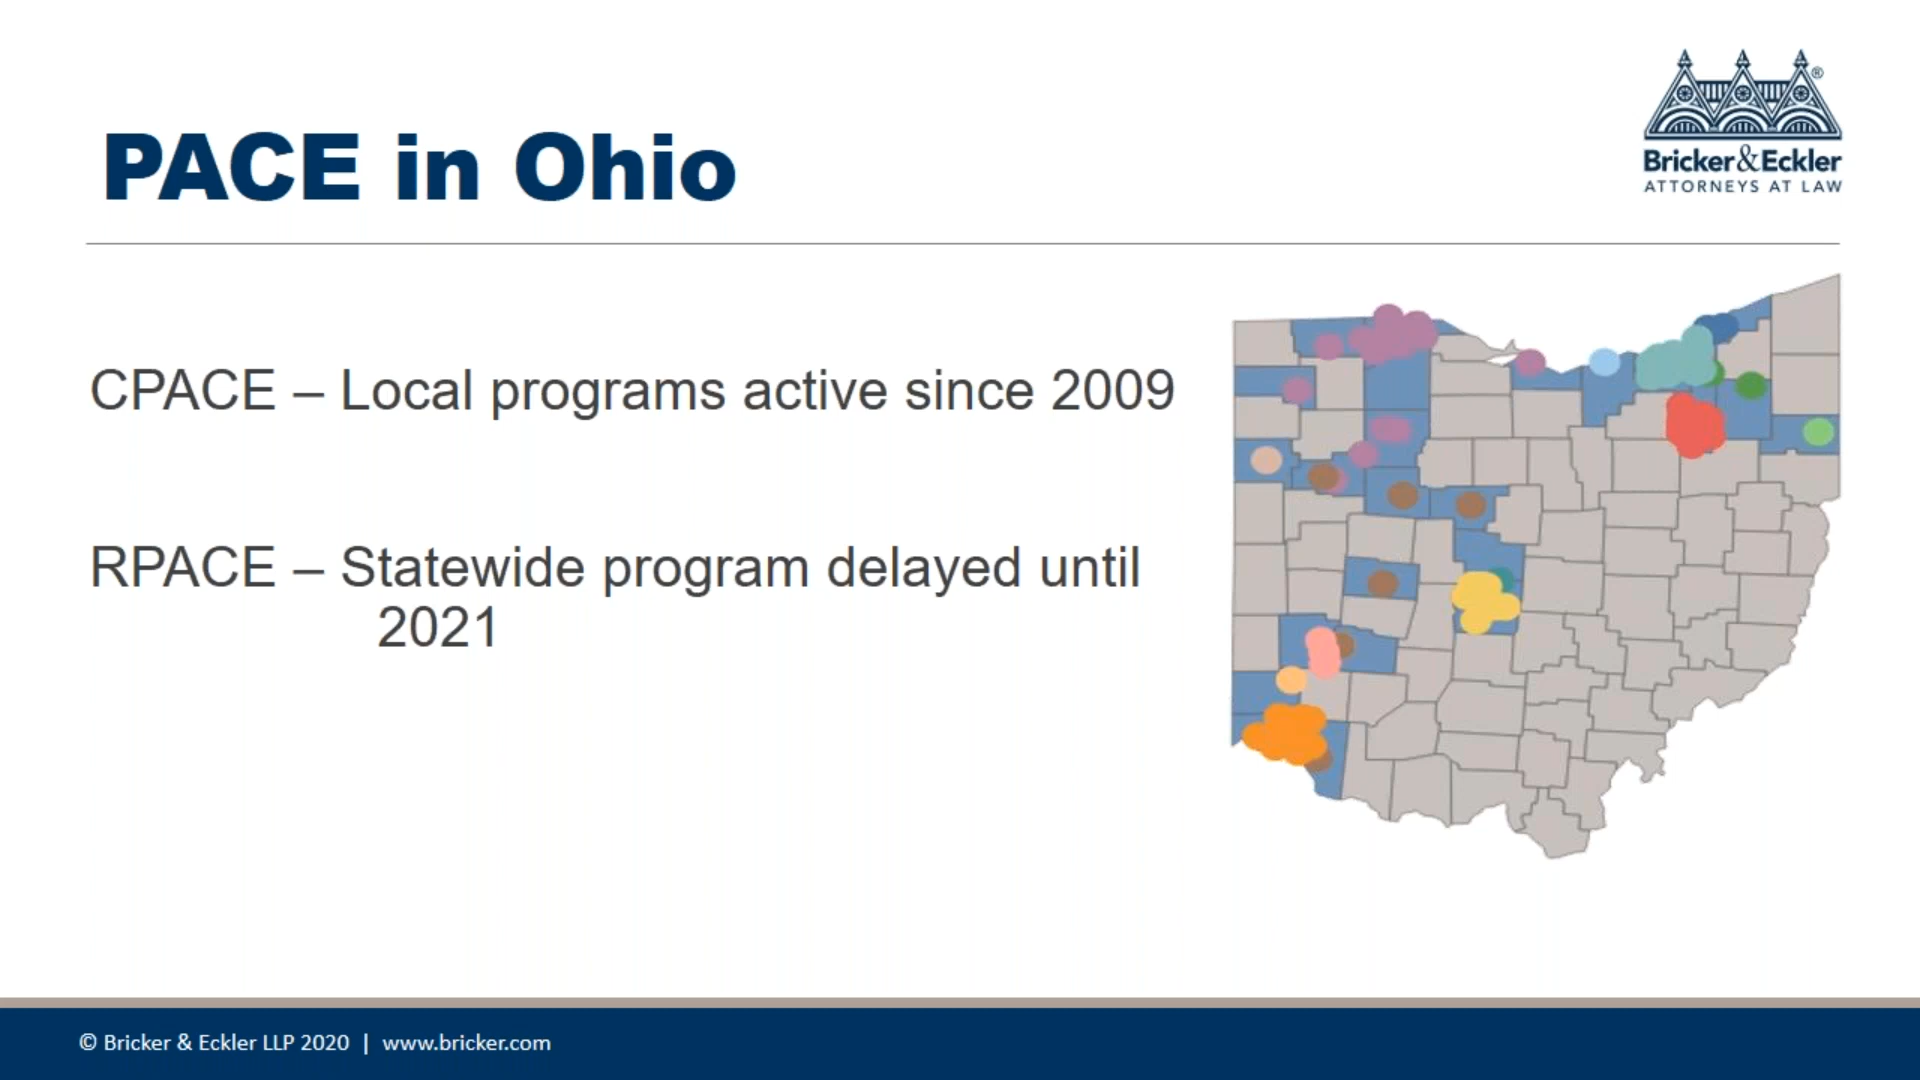 PACE in Ohio
®
Bricker&Eckler
ATTORNEYS AT LAW
CPACE – Local programs active since 2009
RPACE – Statewide program delayed until
2021
© Bricker & Eckler LLP 2020 | www.bricker.com